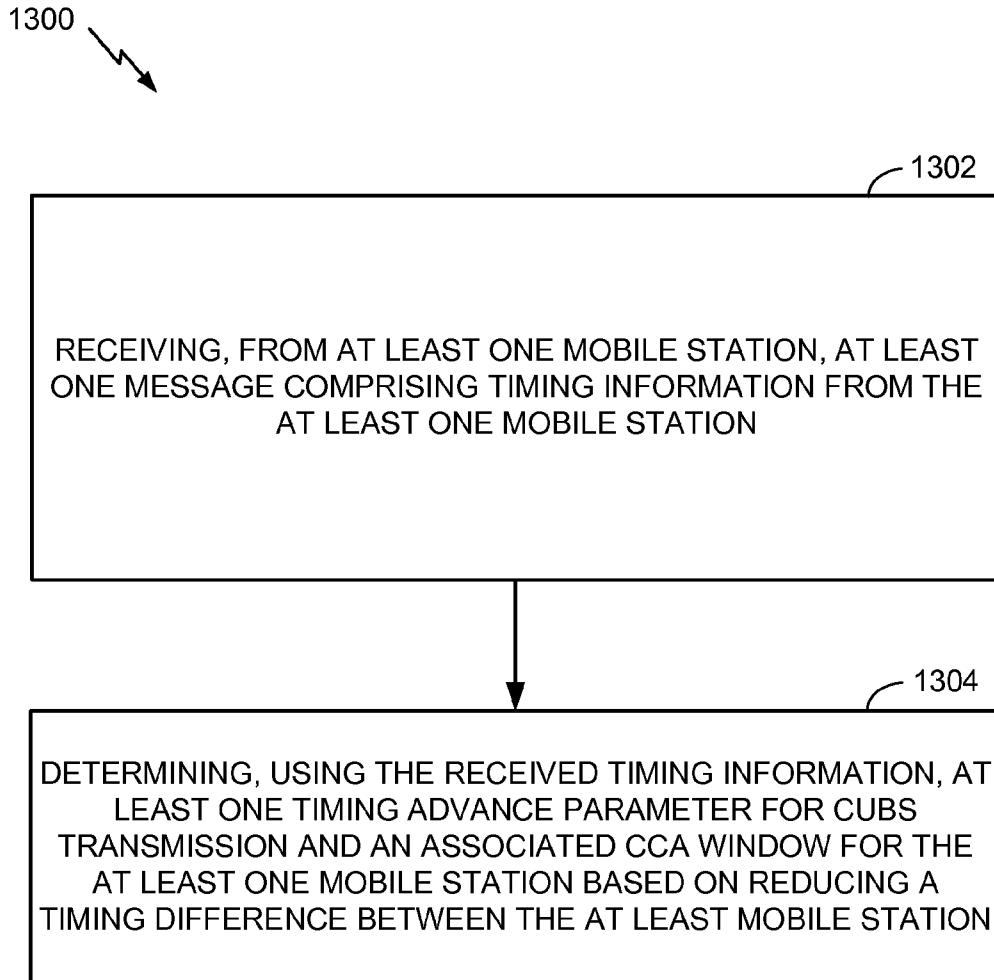 1300
1302
RECEIVING, FROM AT LEAST ONE MOBILE STATION, AT LEAST
ONE MESSAGE COMPRISING TIMING INFORMATION FROM THE
AT LEAST ONE MOBILE STATION
1304
DETERMINING, USING THE RECEIVED TIMING INFORMATION, AT
LEAST ONE TIMING ADVANCE PARAMETER FOR CUBS
TRANSMISSION AND AN ASSOCIATED CCA WINDOW FOR THE
AT LEAST ONE MOBILE STATION BASED ON REDUCING A
TIMING DIFFERENCE BETWEEN THE AT LEAST MOBILE STATION